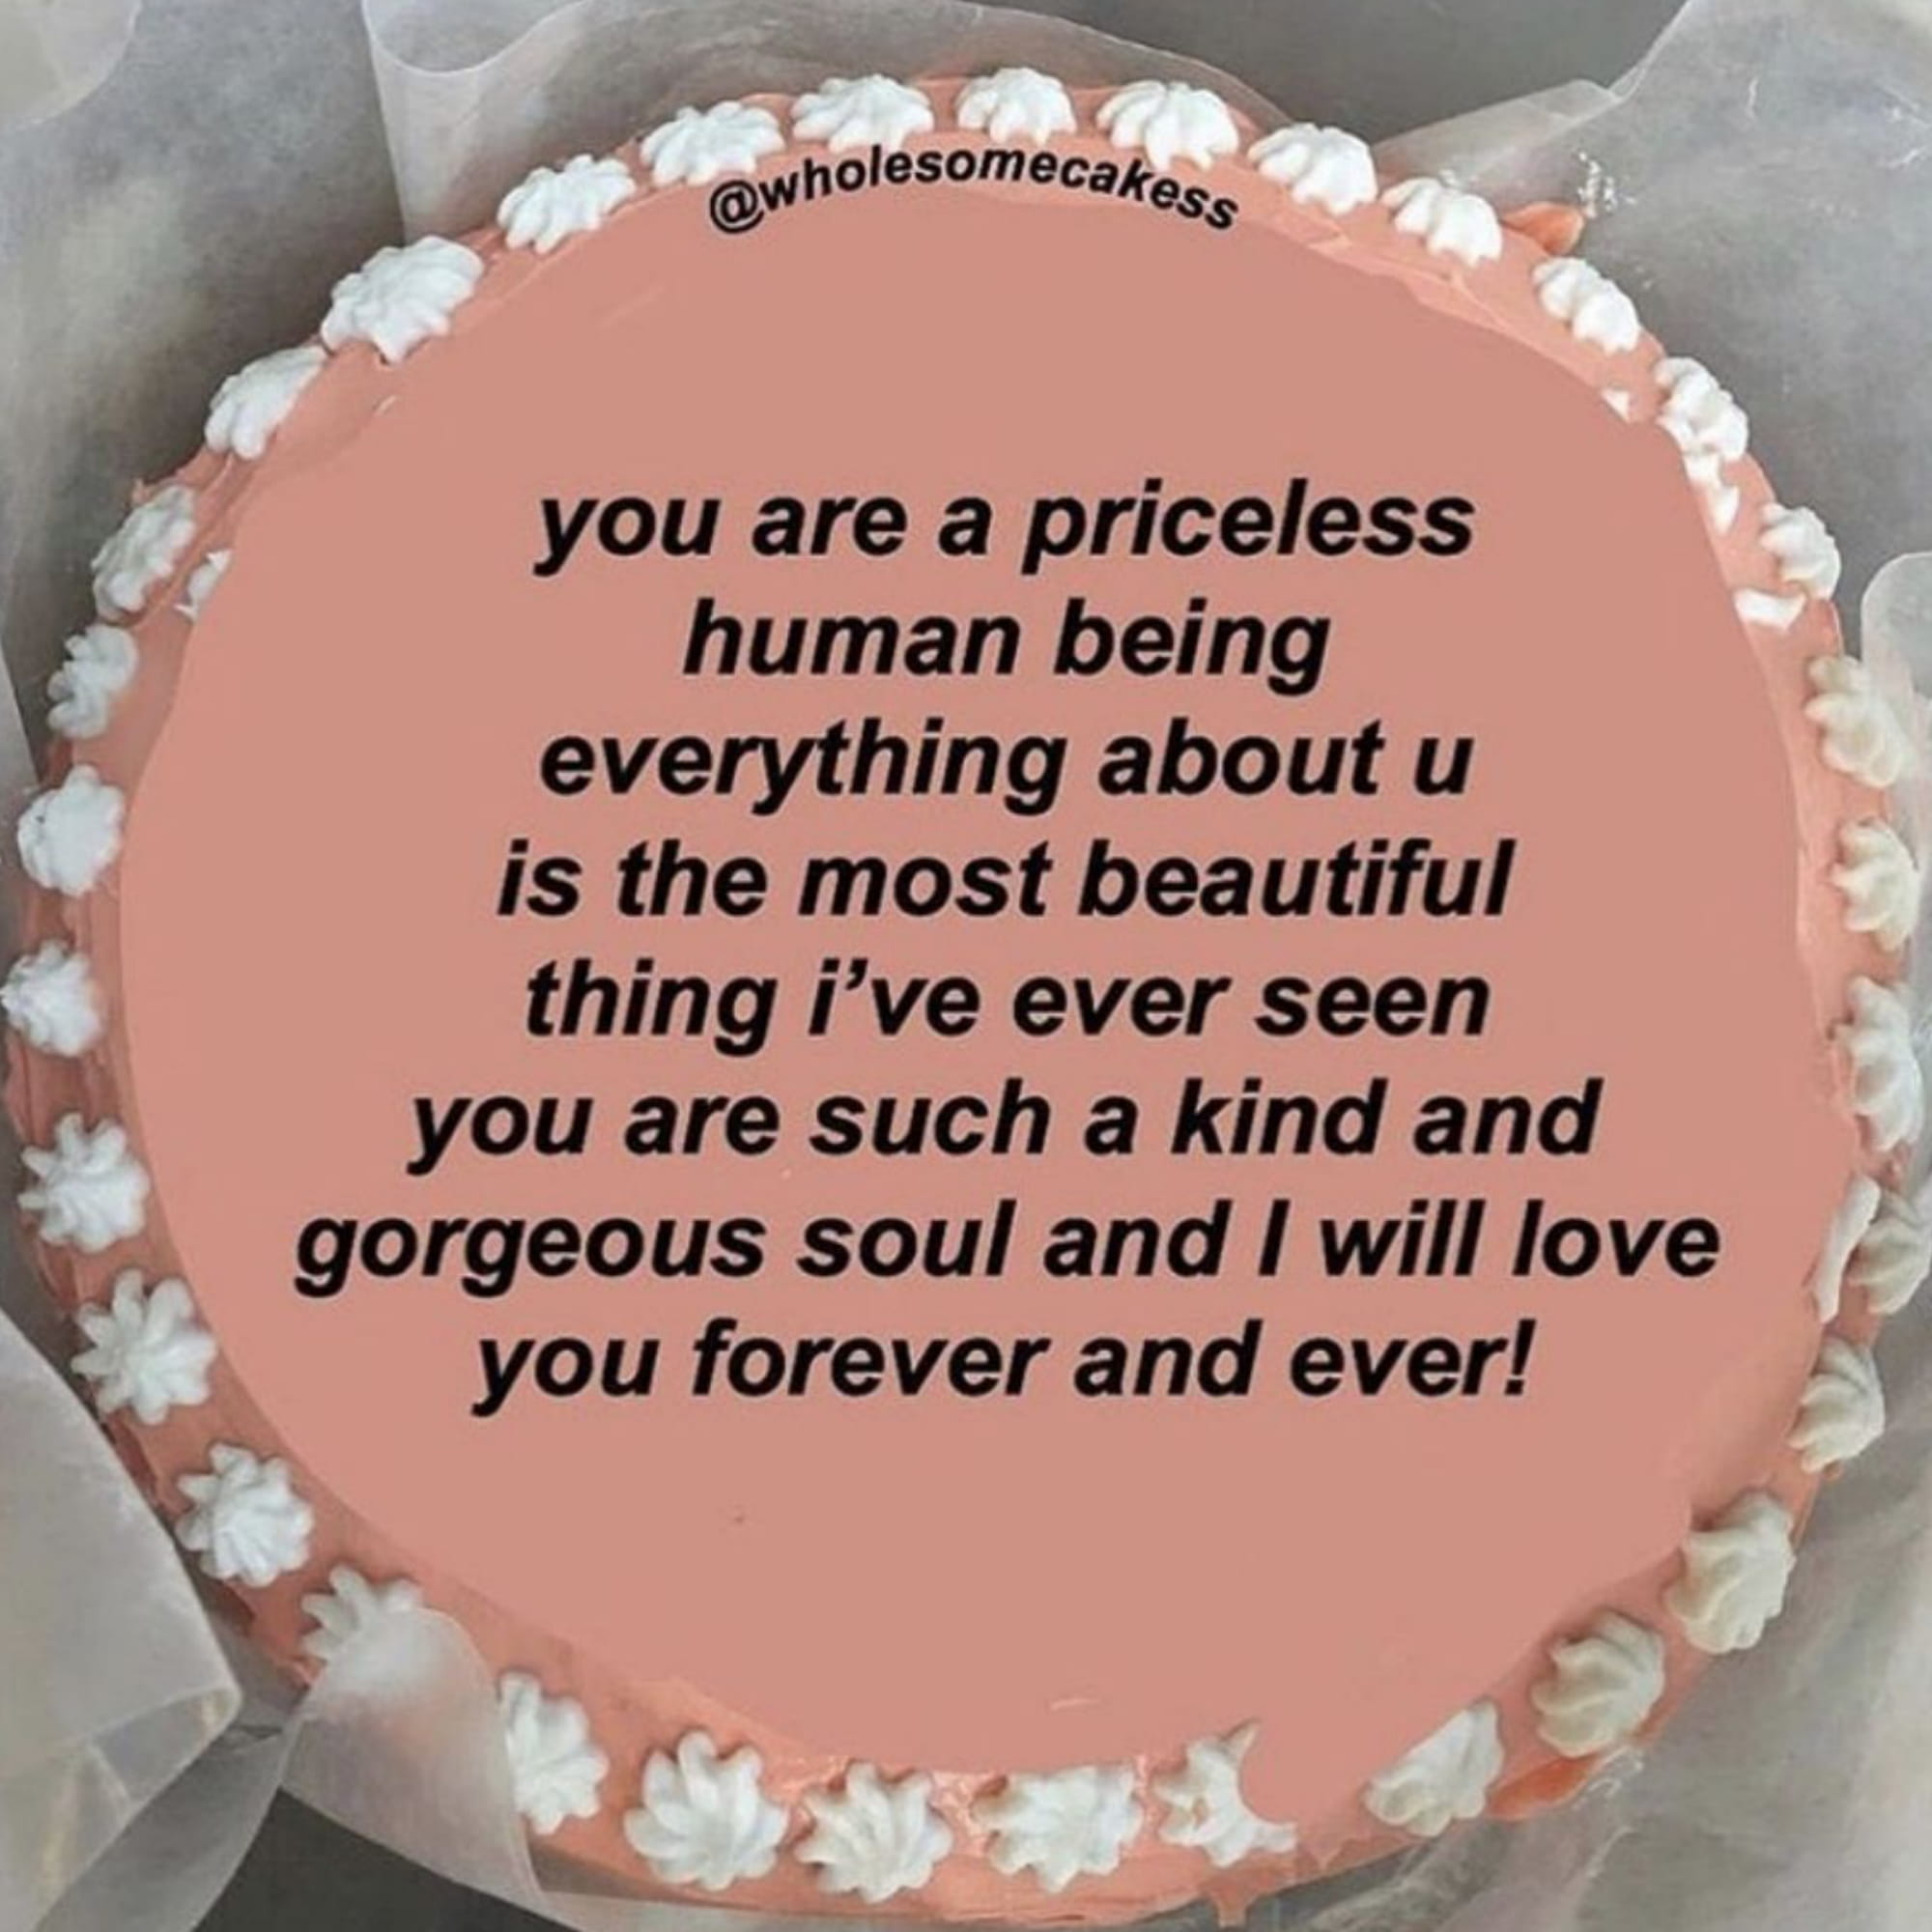 @wholesomecakess
you are a priceless
human being
everything about u
is the most beautiful
thing i’ve ever seen
you are such a kind and
gorgeous soul and I will love
you forever and ever!